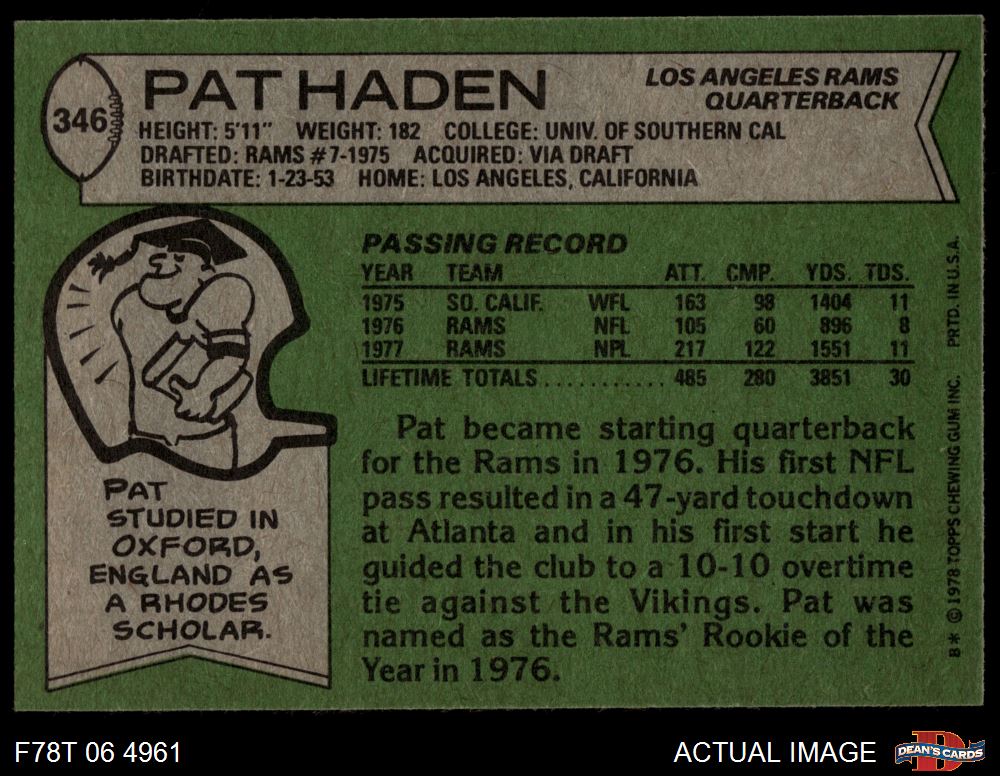 346
PAT HADEN
LOS ANGELES RAMS
QUARTERBACK
HEIGHT: 5'11" WEIGHT: 182 COLLEGE: UNIV. OF SOUTHERN CAL
DRAFTED: RAMS #7-1975 ACQUIRED: VIA DRAFT
BIRTHDATE: 1-23-53 HOME: LOS ANGELES, CALIFORNIA
PAT
STUDIED IN
OXFORD,
ENGLAND AS
A RHODES
SCHOLAR.
PASSING RECORD
YEAR TEAM ATT. CMP. YDS. TDS.
1975 SO. CALIF. WFL 163 98 1404 11
1976 RAMS NFL 105 60 896 8
1977 RAMS NFL 217 122 1551 11
LIFETIME TOTALS............ 485 280 3851 30
Pat became starting quarterback
for the Rams in 1976. His first NFL
pass resulted in a 47-yard touchdown
at Atlanta and in his first start he
guided the club to a 10-10 overtime
tie against the Vikings. Pat was
named as the Rams' Rookie of the
Year in 1976.
B* © 1978 TOPPS CHEWING GUM INC. PRTD. IN U.S.A.
F78T 06 4961
ACTUAL IMAGE
DEAN'S CARDS